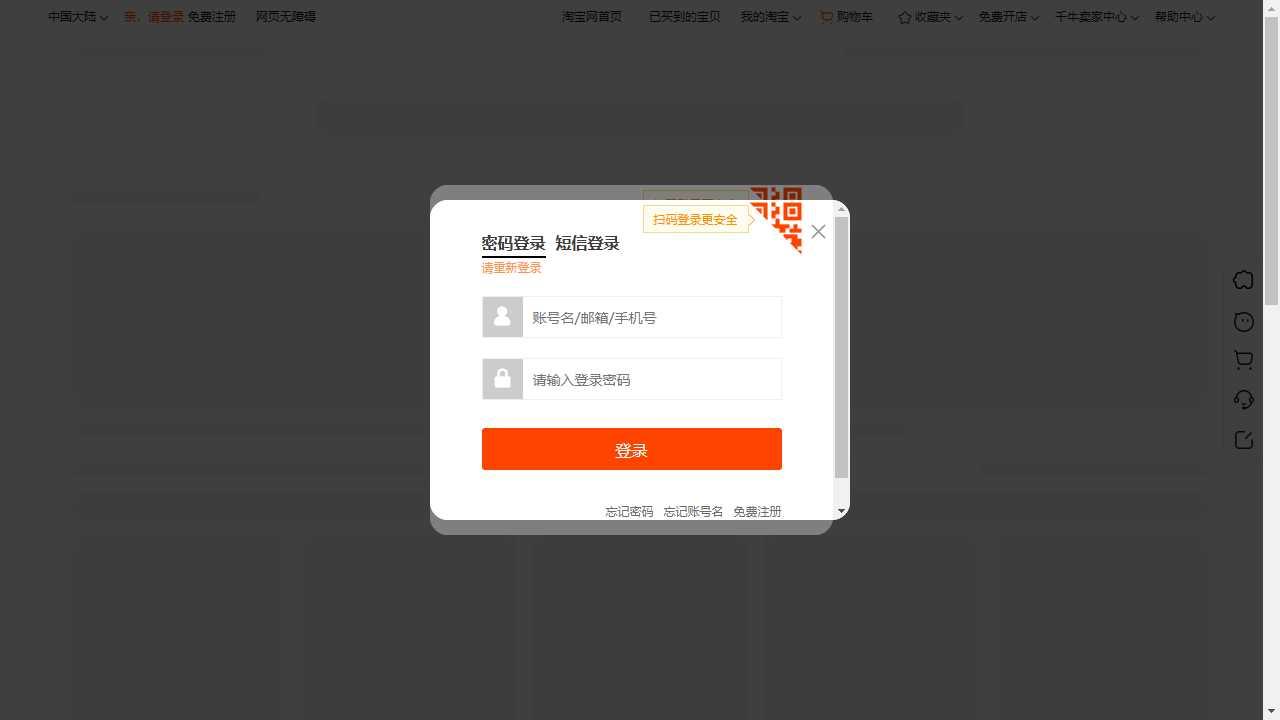 中国大陆 亲，请登录 免费注册 网页无障碍 淘宝网首页 已买到的宝贝 我的淘宝 购物车 收藏夹 免费开店 千牛卖家中心 帮助中心
扫码登录更安全
密码登录 短信登录
请重新登录
账号名/邮箱/手机号
请输入登录密码
登录
忘记密码 忘记账号名 免费注册